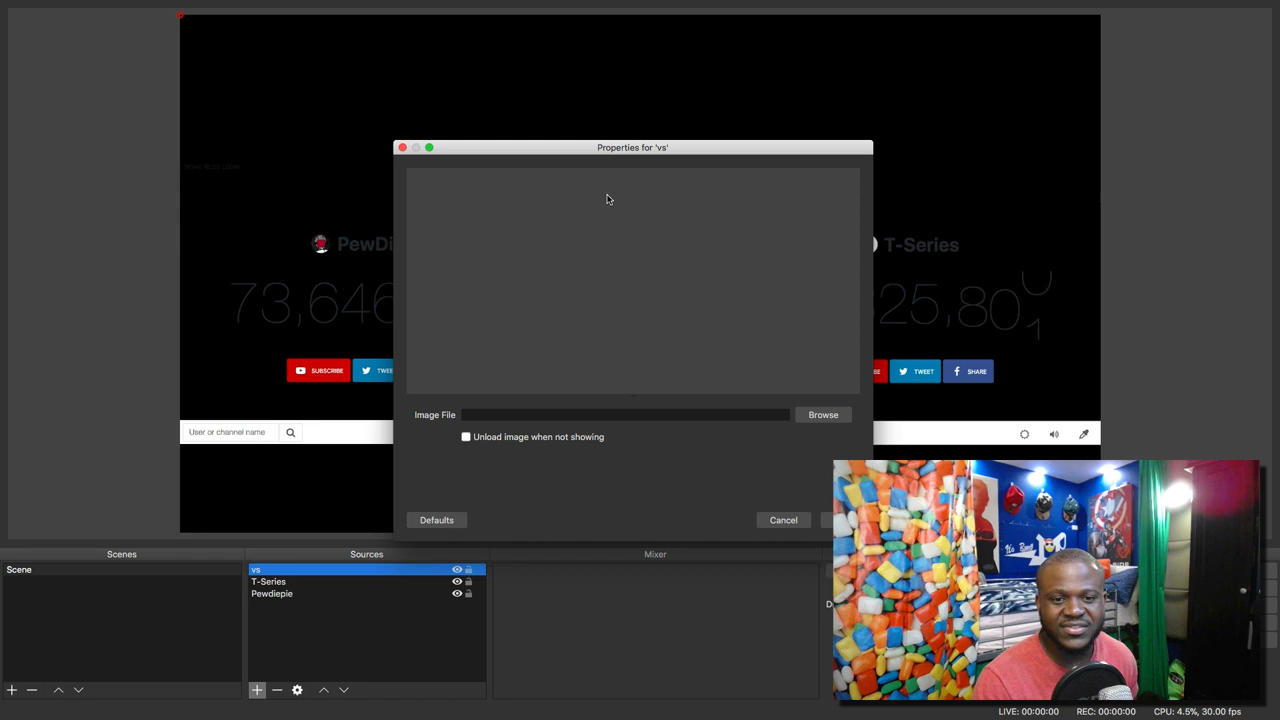 Properties for 'vs'
PewDi
T-Series
73,646
25,80
SUBSCRIBE
TWEE
TWEET
SHARE
Image File
Browse
Unload image when not showing
User or channel name
Defaults
Cancel
Scenes
Sources
Mixer
Scene
vs
T-Series
Pewdiepie
LIVE: 00:00:00
REC: 00:00:00
CPU: 4.5%, 30.00 fps